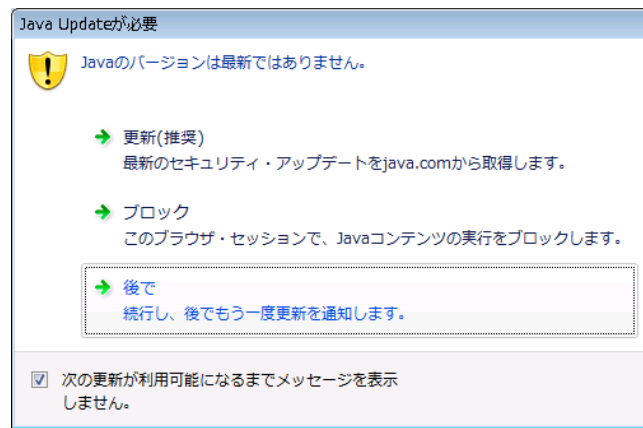 Java Updateが必要
Javaのバージョンは最新ではありません。
更新(推奨)
最新のセキュリティ・アップデートをjava.comから取得します。
ブロック
このブラウザ・セッションで、Javaコンテンツの実行をブロックします。
後で
続行し、後でもう一度更新を通知します。
次の更新が利用可能になるまでメッセージを表示
しません。